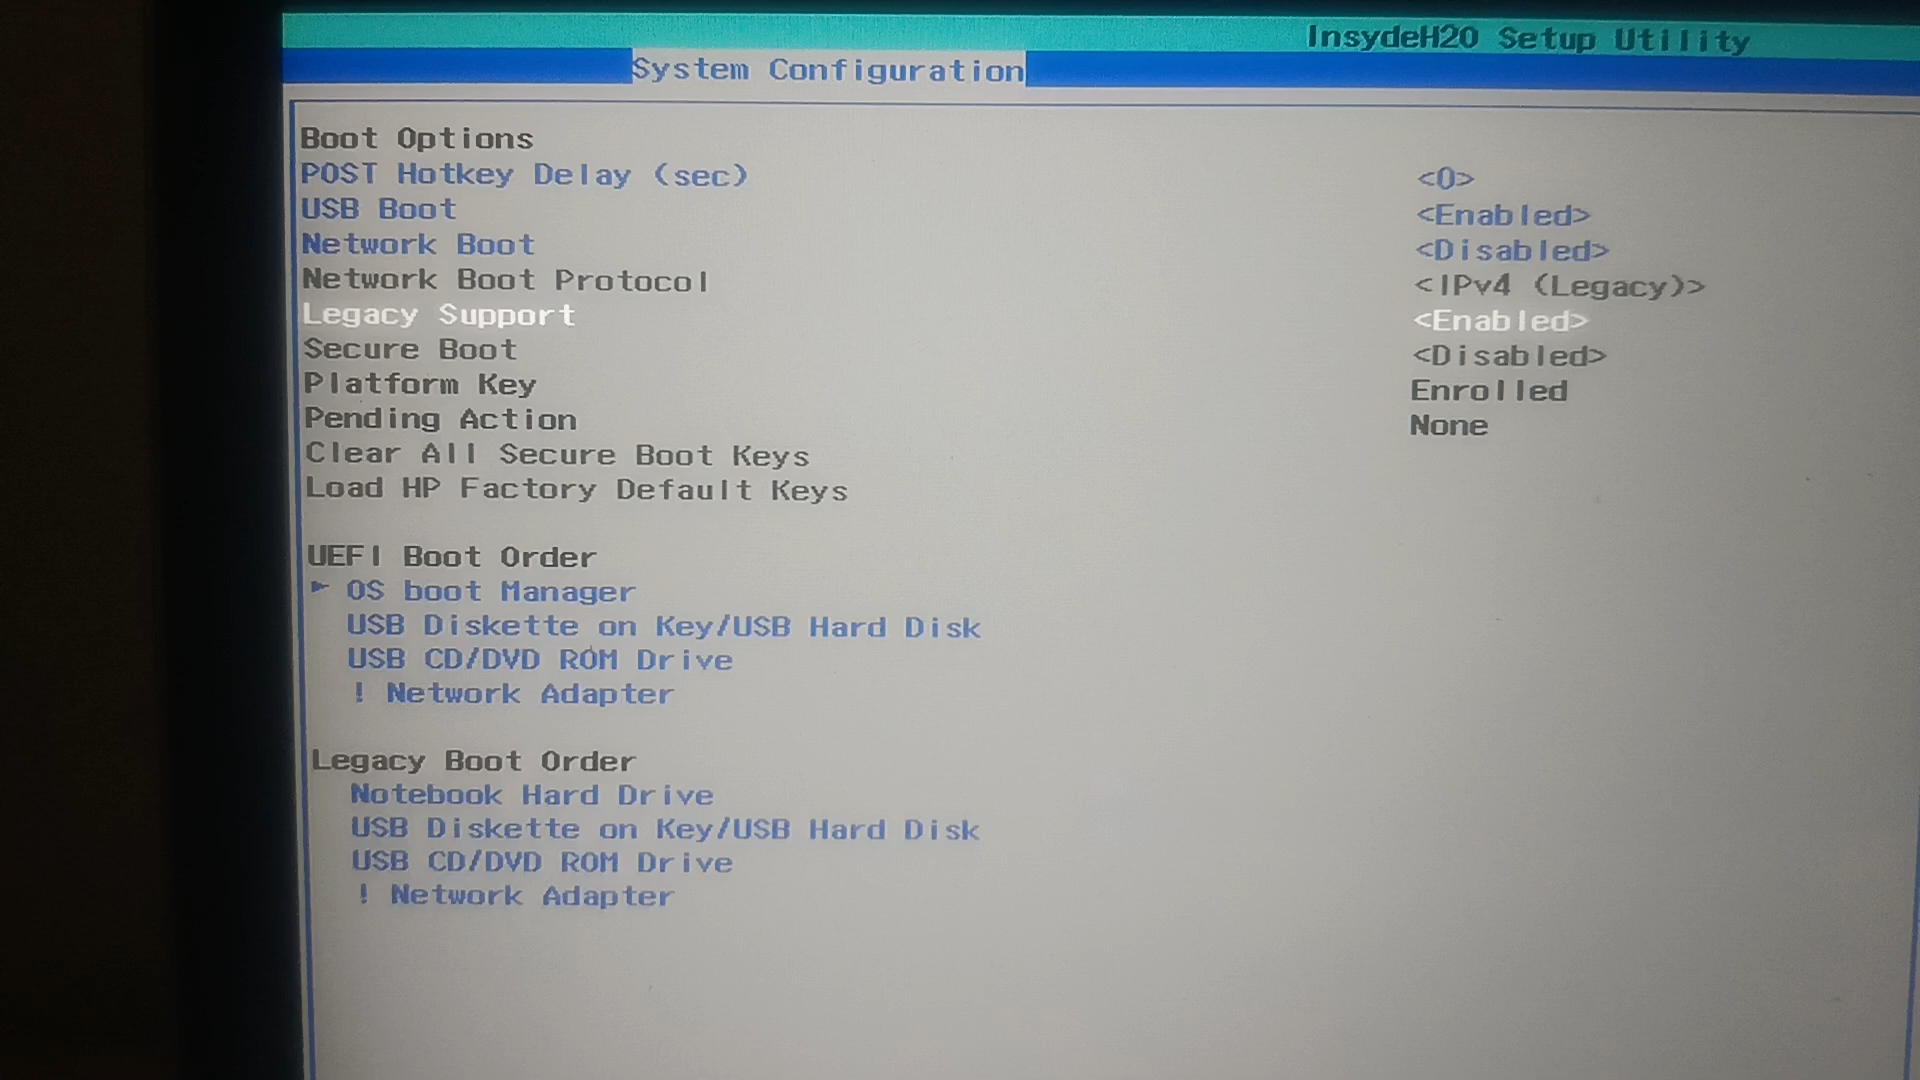 InsydeH20 Setup Utility
System Configuration
Boot Options
POST Hotkey Delay (sec) <0>
USB Boot <Enabled>
Network Boot <Disabled>
Network Boot Protocol <IPv4 (Legacy)>
Legacy Support <Enabled>
Secure Boot <Disabled>
Platform Key Enrolled
Pending Action None
Clear All Secure Boot Keys
Load HP Factory Default Keys
UEFI Boot Order
► OS boot Manager
USB Diskette on Key/USB Hard Disk
USB CD/DVD ROM Drive
! Network Adapter
Legacy Boot Order
Notebook Hard Drive
USB Diskette on Key/USB Hard Disk
USB CD/DVD ROM Drive
! Network Adapter